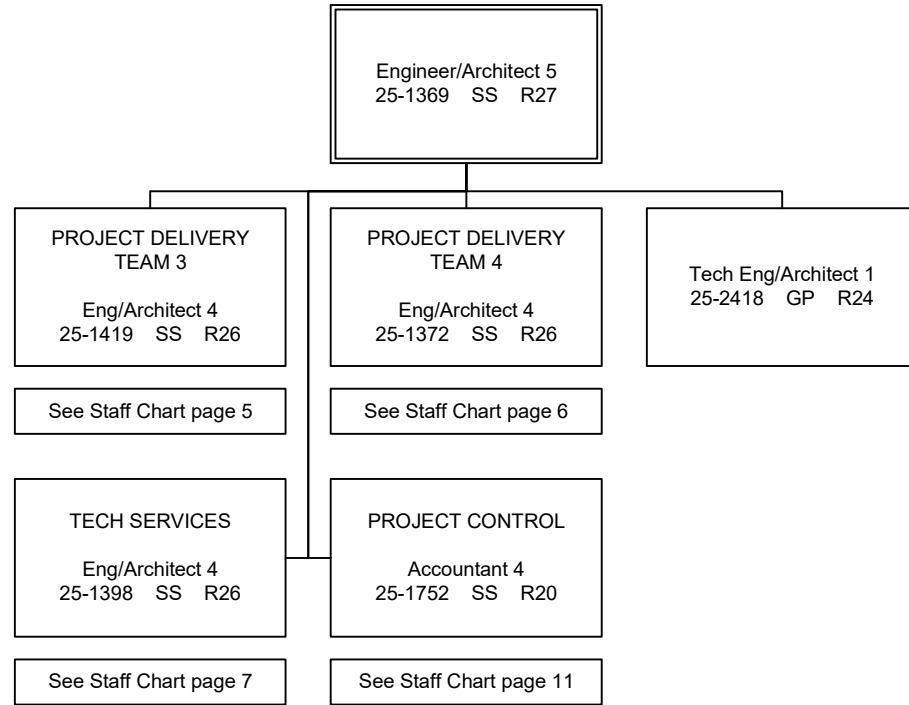 Engineer/Architect 5
25-1369 SS R27
PROJECT DELIVERY
TEAM 3
Eng/Architect 4
25-1419 SS R26
See Staff Chart page 5
PROJECT DELIVERY
TEAM 4
Eng/Architect 4
25-1372 SS R26
See Staff Chart page 6
Tech Eng/Architect 1
25-2418 GP R24
TECH SERVICES
Eng/Architect 4
25-1398 SS R26
See Staff Chart page 7
PROJECT CONTROL
Accountant 4
25-1752 SS R20
See Staff Chart page 11